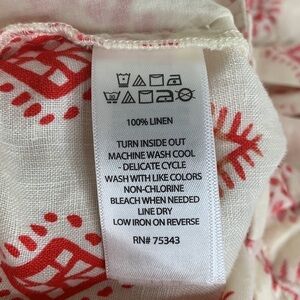 100% LINEN
TURN INSIDE OUT
MACHINE WASH COOL
- DELICATE CYCLE
WASH WITH LIKE COLORS
NON-CHLORINE
BLEACH WHEN NEEDED
LINE DRY
LOW IRON ON REVERSE
RN# 75343